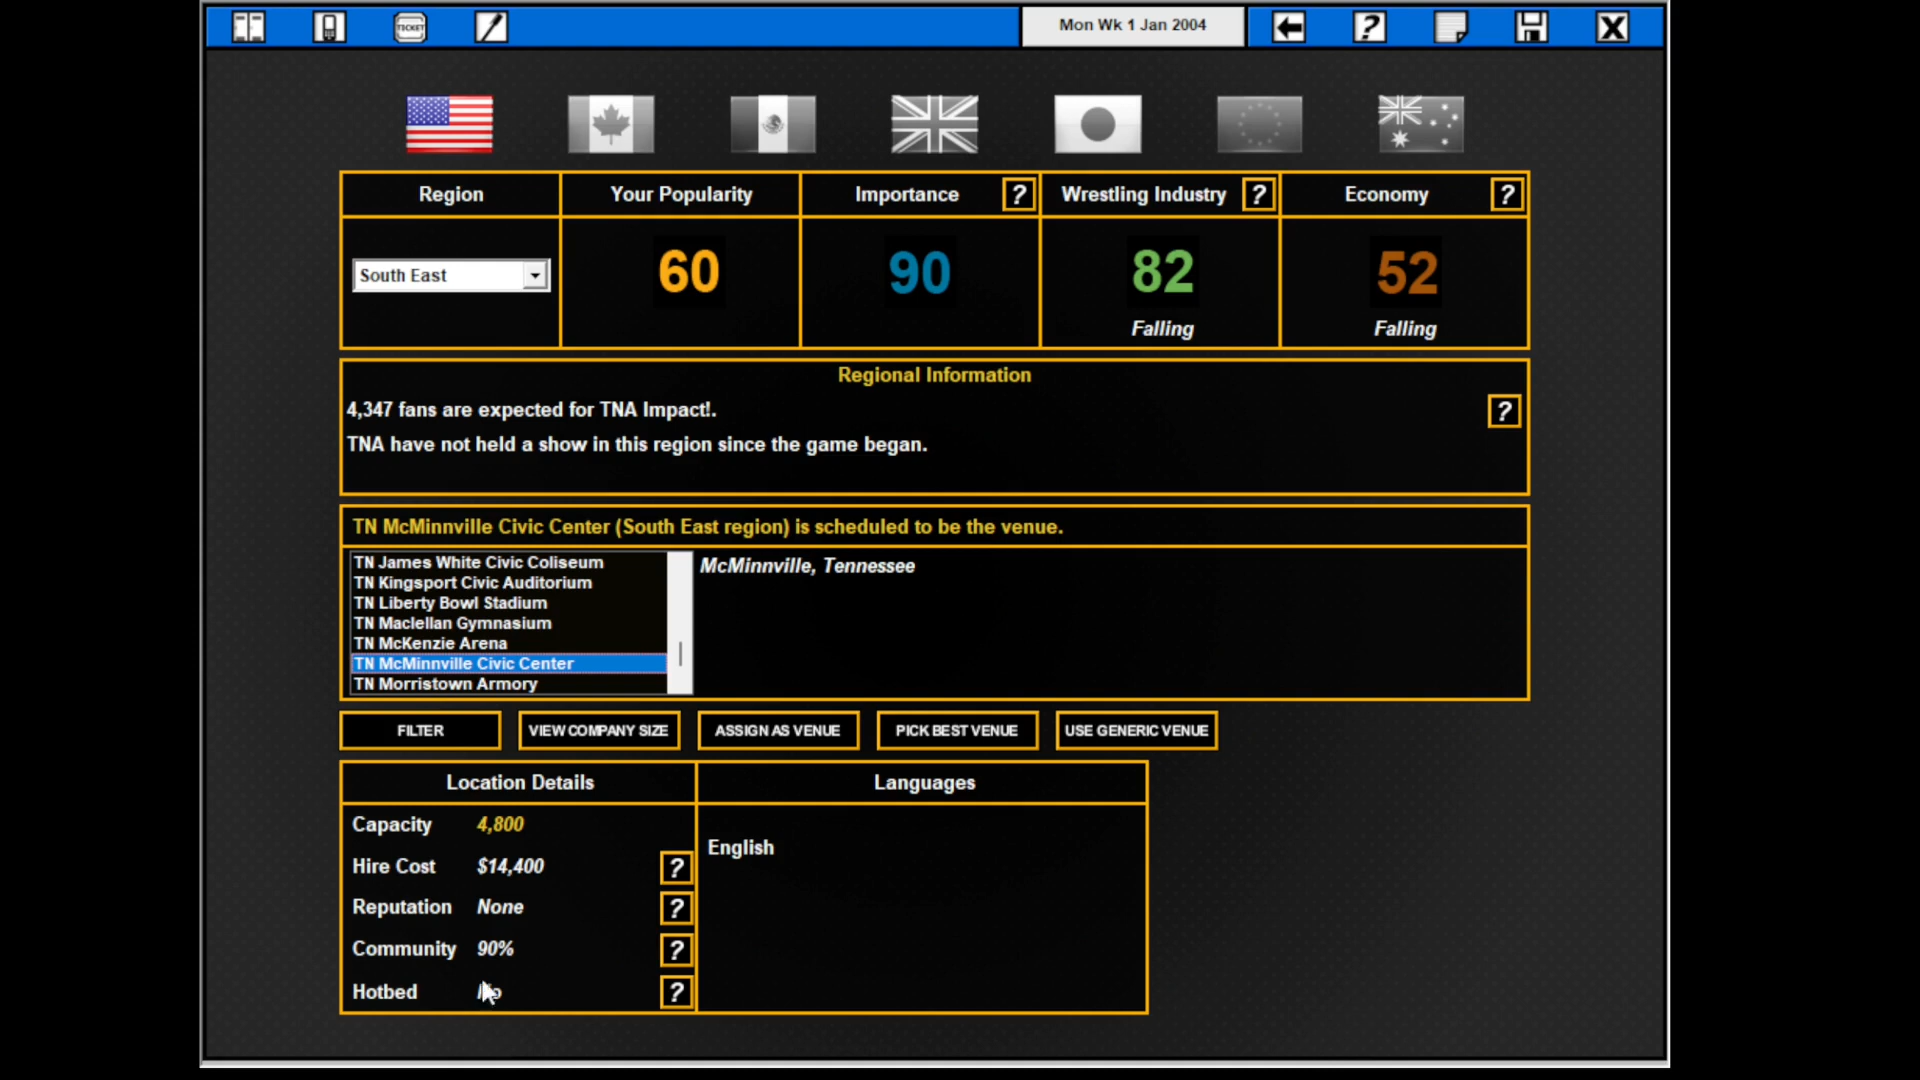 TICKET
Mon Wk 1 Jan 2004
?
Region
Your Popularity
Importance ?
Wrestling Industry ?
Economy ?
South East
60
90
82
Falling
52
Falling
Regional Information
4,347 fans are expected for TNA Impact!.
?
TNA have not held a show in this region since the game began.
TN McMinnville Civic Center (South East region) is scheduled to be the venue.
TN James White Civic Coliseum
TN Kingsport Civic Auditorium
TN Liberty Bowl Stadium
TN Maclellan Gymnasium
TN McKenzie Arena
TN McMinnville Civic Center
TN Morristown Armory
McMinnville, Tennessee
FILTER
VIEW COMPANY SIZE
ASSIGN AS VENUE
PICK BEST VENUE
USE GENERIC VENUE
Location Details
Capacity 4,800
Hire Cost $14,400 ?
Reputation None ?
Community 90% ?
Hotbed ?
Languages
English